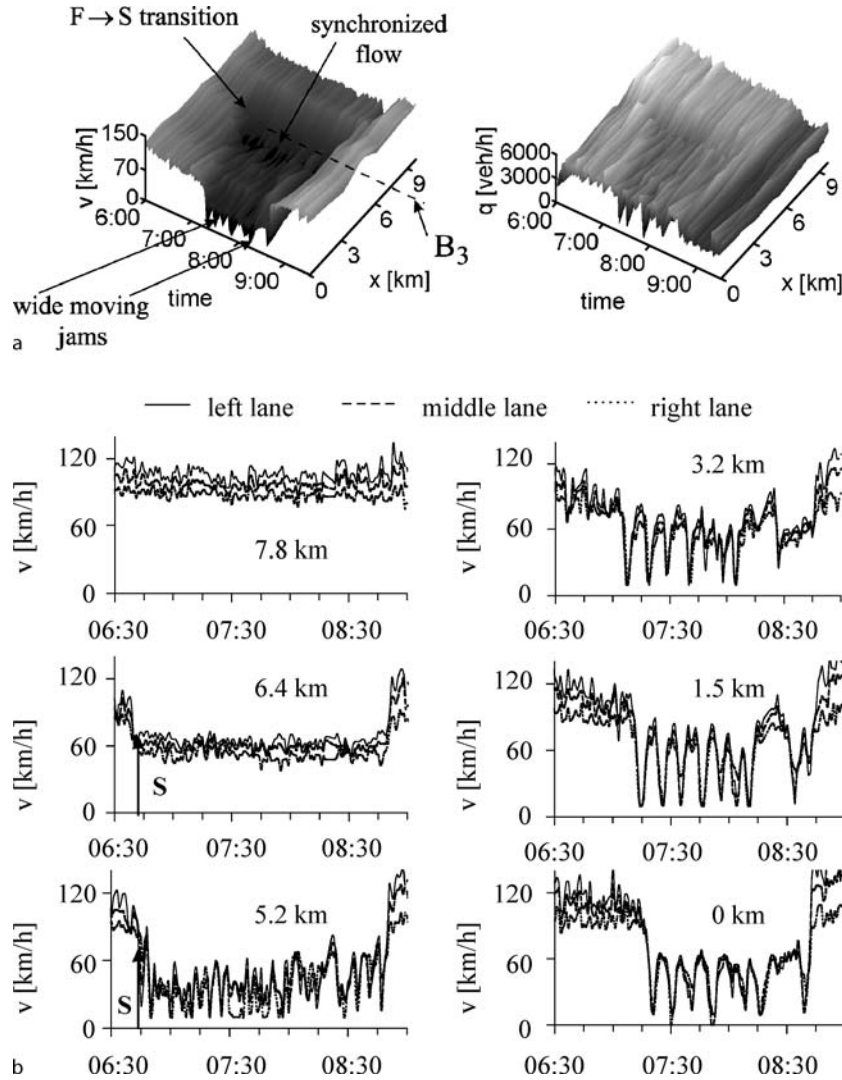 F → S transition
synchronized
flow
v [km/h]
150
70
0
6:00
7:00
8:00
9:00
time
0
3
6
9
x [km]
B3
wide moving
jams
q [veh/h]
6000
3000
0
6:00
7:00
8:00
9:00
time
0
3
6
9
x [km]
a
left lane
middle lane
right lane
v [km/h]
120
60
0
7.8 km
06:30 07:30 08:30
v [km/h]
120
60
0
3.2 km
06:30 07:30 08:30
v [km/h]
120
60
0
6.4 km
S
06:30 07:30 08:30
v [km/h]
120
60
0
1.5 km
06:30 07:30 08:30
v [km/h]
120
60
0
5.2 km
S
06:30 07:30 08:30
v [km/h]
120
60
0
0 km
06:30 07:30 08:30
b